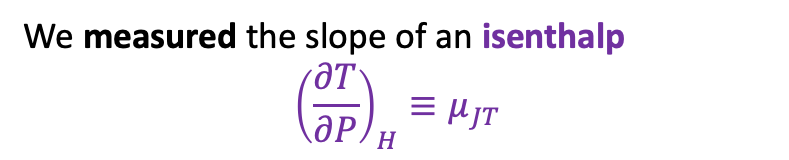 We measured the slope of an isenthalp
(∂T/∂P)_H ≡ μ_JT